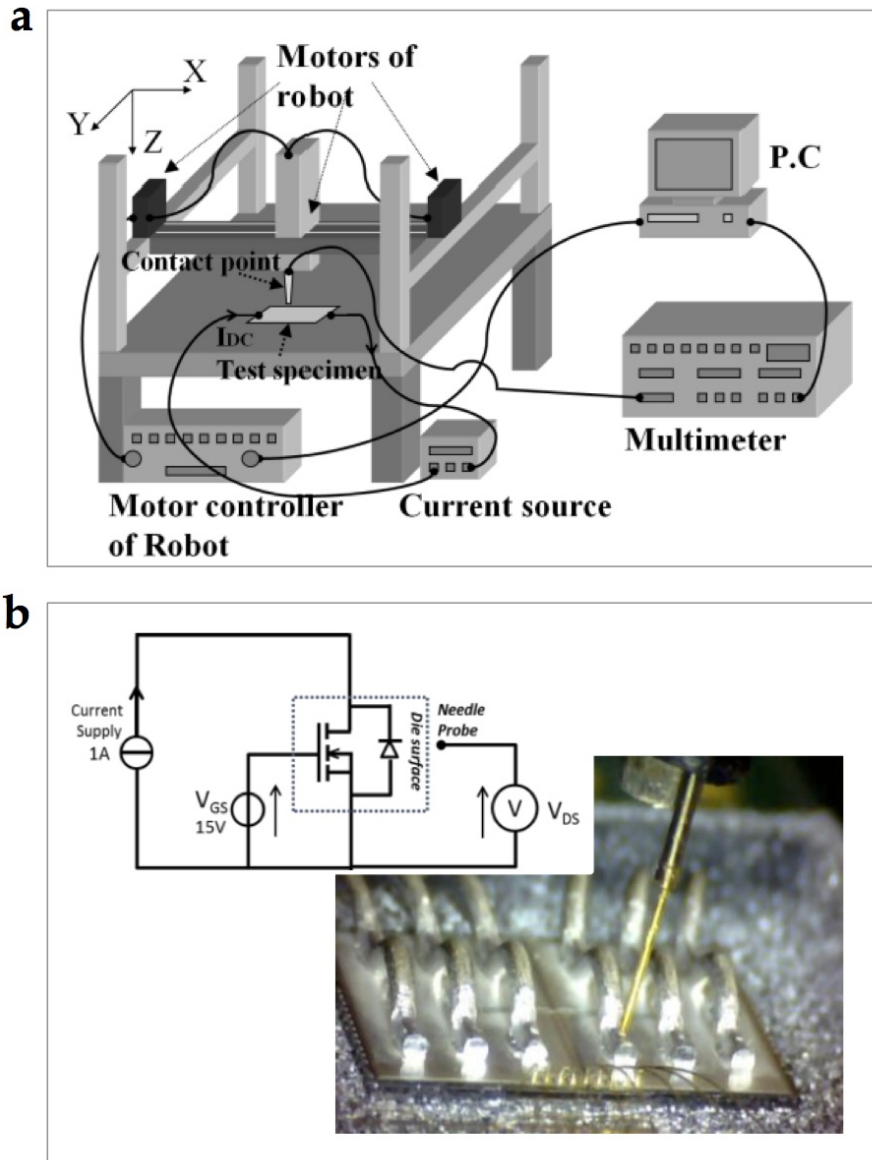 a
Motors of
robot
X
Y
Z
P.C
Contact point
IDC
Test specimen
Multimeter
Motor controller
of Robot
Current source
b
Current
Supply
1A
VGS
15V
Die surface
Needle
Probe
V
VDS